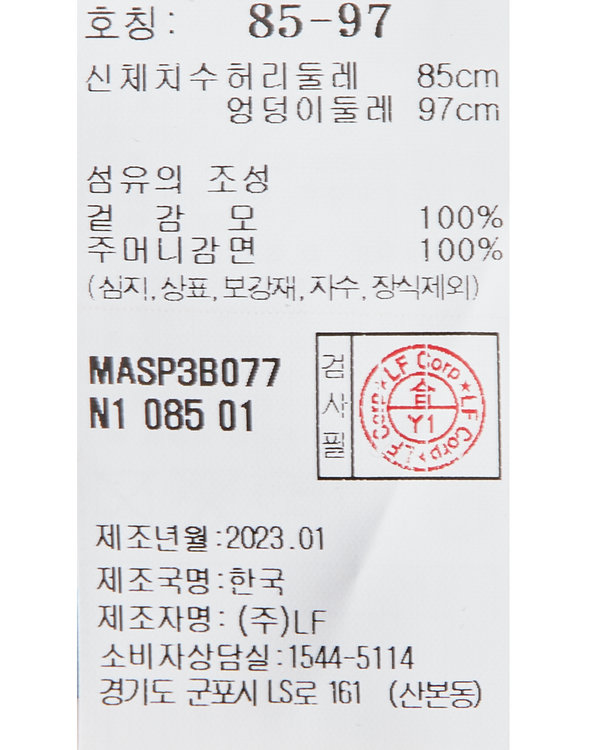 호칭: 85-97
신체치수허리둘레 85cm
엉덩이둘레 97cm
섬유의 조성
겉 감 모 100%
주머니감면 100%
(심지,상표,보강재,자수,장식제외)
MASP3B077
N1 085 01
검사필
LF Corp★LF Corp★LF Corp★
Y1
제조년월:2023.01
제조국명:한국
제조자명:(주)LF
소비자상담실:1544-5114
경기도 군포시 LS로 161 (산본동)